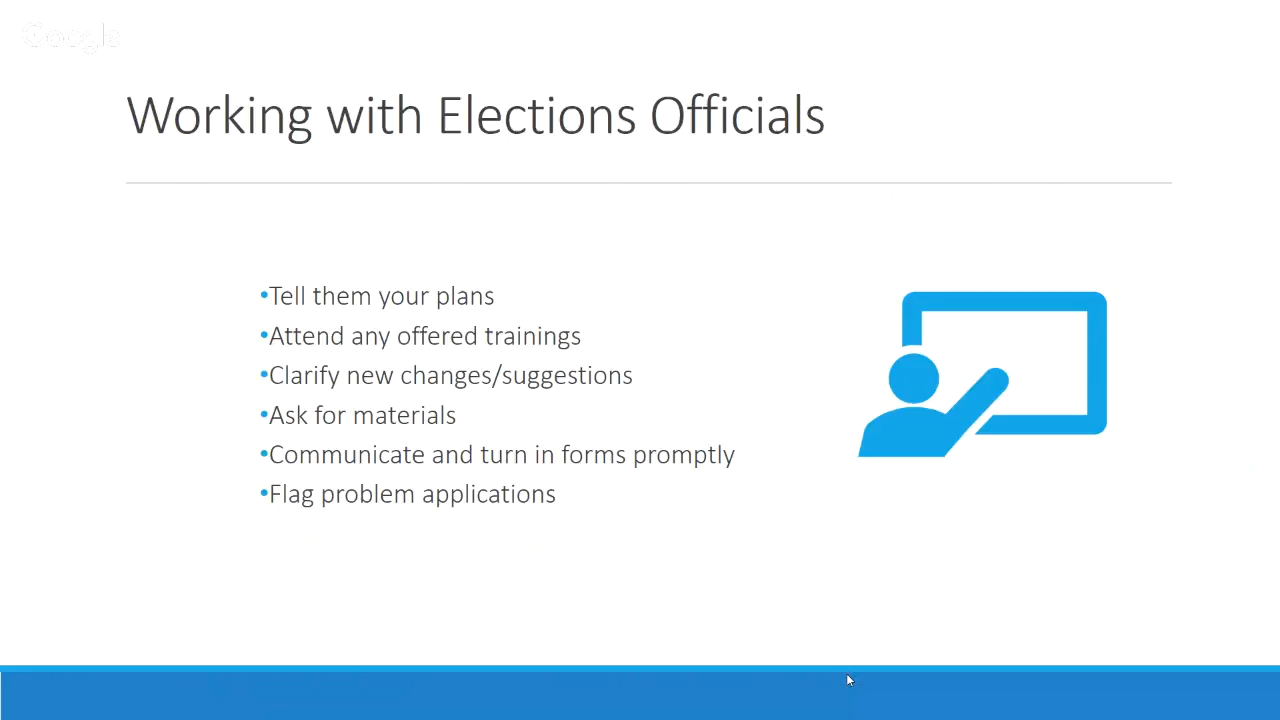 Google
Working with Elections Officials
•Tell them your plans
•Attend any offered trainings
•Clarify new changes/suggestions
•Ask for materials
•Communicate and turn in forms promptly
•Flag problem applications